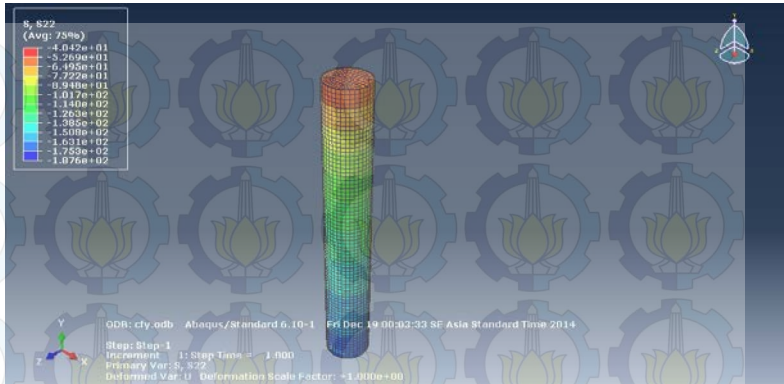 S, S22
(Avg: 75%)
-4.042e+01
-5.269e+01
-6.495e+01
-7.722e+01
-8.948e+01
-1.017e+02
-1.140e+02
-1.263e+02
-1.385e+02
-1.508e+02
-1.631e+02
-1.753e+02
-1.876e+02
Y
Z X
ODB: cty.odb Abaqus/Standard 6.10-1 Fri Dec 19 00:03:33 SE Asia Standard Time 2014
Step: Step-1
Increment 1: Step Time = 1.000
Primary Var: S, S22
Deformed Var: U Deformation Scale Factor: +1.000e+00